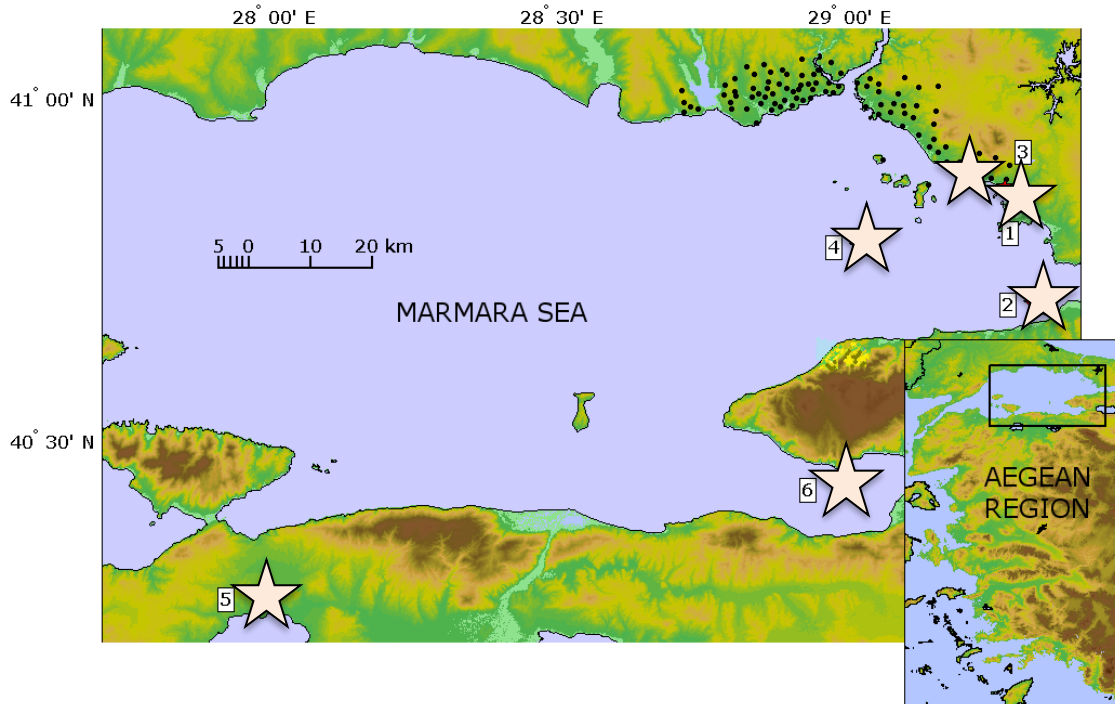 28° 00' E
28° 30' E
29° 00' E
41° 00' N
3
1
4
5 0 10 20 km
2
MARMARA SEA
40° 30' N
AEGEAN
REGION
6
5